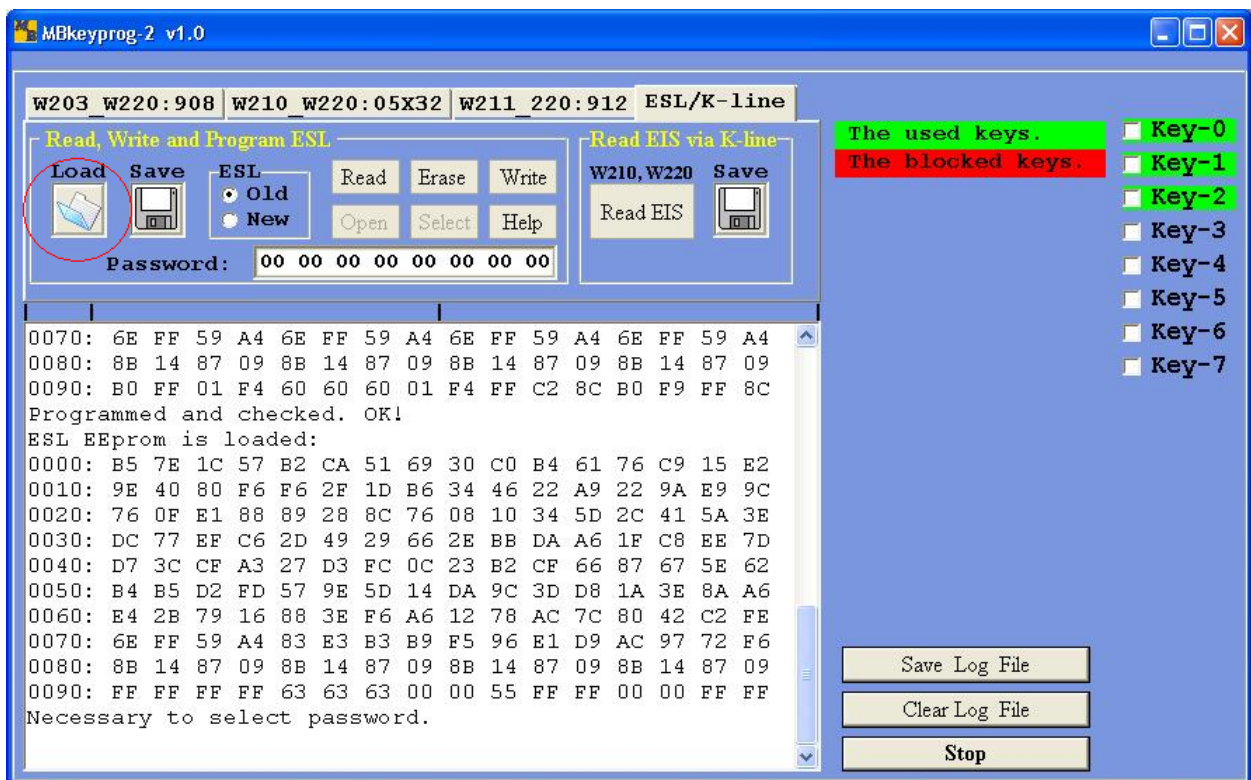 MBkeyprog-2 v1.0
W203_W220:908 W210_W220:05X32 W211_220:912 ESL/K-line
Read, Write and Program ESL
Load Save ESL
Old
New
Read Erase Write
Open Select Help
Password: 00 00 00 00 00 00 00 00
Read EIS via K-line
W210, W220 Save
Read EIS
The used keys.
The blocked keys.
Key-0
Key-1
Key-2
Key-3
Key-4
Key-5
Key-6
Key-7
0070: 6E FF 59 A4 6E FF 59 A4 6E FF 59 A4 6E FF 59 A4
0080: 8B 14 87 09 8B 14 87 09 8B 14 87 09 8B 14 87 09
0090: B0 FF 01 F4 60 60 60 01 F4 FF C2 8C B0 F9 FF 8C
Programmed and checked. OK!
ESL EEprom is loaded:
0000: B5 7E 1C 57 B2 CA 51 69 30 C0 B4 61 76 C9 15 E2
0010: 9E 40 80 F6 F6 2F 1D B6 34 46 22 A9 22 9A E9 9C
0020: 76 0F E1 88 89 28 8C 76 08 10 34 5D 2C 41 5A 3E
0030: DC 77 EF C6 2D 49 29 66 2E BB DA A6 1F C8 EE 7D
0040: D7 3C CF A3 27 D3 FC 0C 23 B2 CF 66 87 67 5E 62
0050: B4 B5 D2 FD 57 9E 5D 14 DA 9C 3D D8 1A 3E 8A A6
0060: E4 2B 79 16 88 3E F6 A6 12 78 AC 7C 80 42 C2 FE
0070: 6E FF 59 A4 83 E3 B3 B9 F5 96 E1 D9 AC 97 72 F6
0080: 8B 14 87 09 8B 14 87 09 8B 14 87 09 8B 14 87 09
0090: FF FF FF FF 63 63 63 00 00 55 FF FF 00 00 FF FF
Necessary to select password.
Save Log File
Clear Log File
Stop